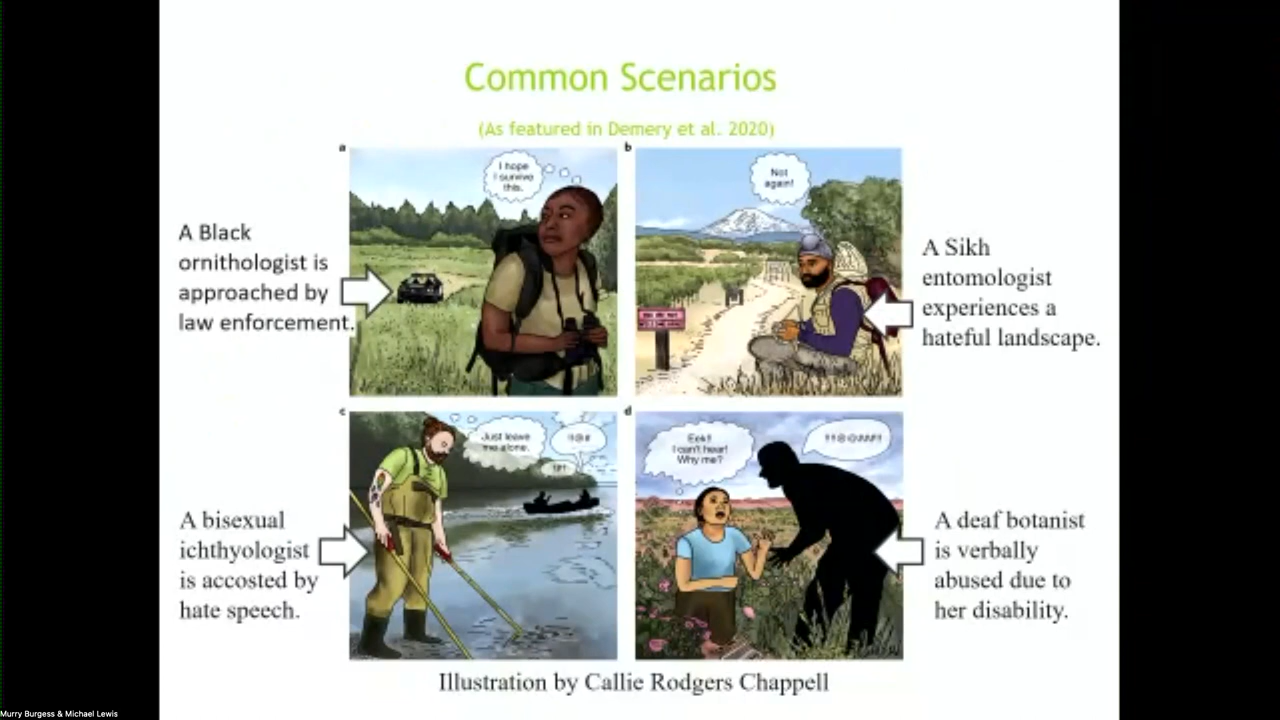 Common Scenarios
(As featured in Demery et al. 2020)
a
I hope
I survive
this.
A Black
ornithologist is
approached by
law enforcement.
b
Not
again!
A Sikh
entomologist
experiences a
hateful landscape.
c
Just leave
me alone.
!!@#
!#!
A bisexual
ichthyologist
is accosted by
hate speech.
d
Eek!!
I can't hear!
Why me?
A deaf botanist
is verbally
abused due to
her disability.
Illustration by Callie Rodgers Chappell
Murry Burgess & Michael Lewis